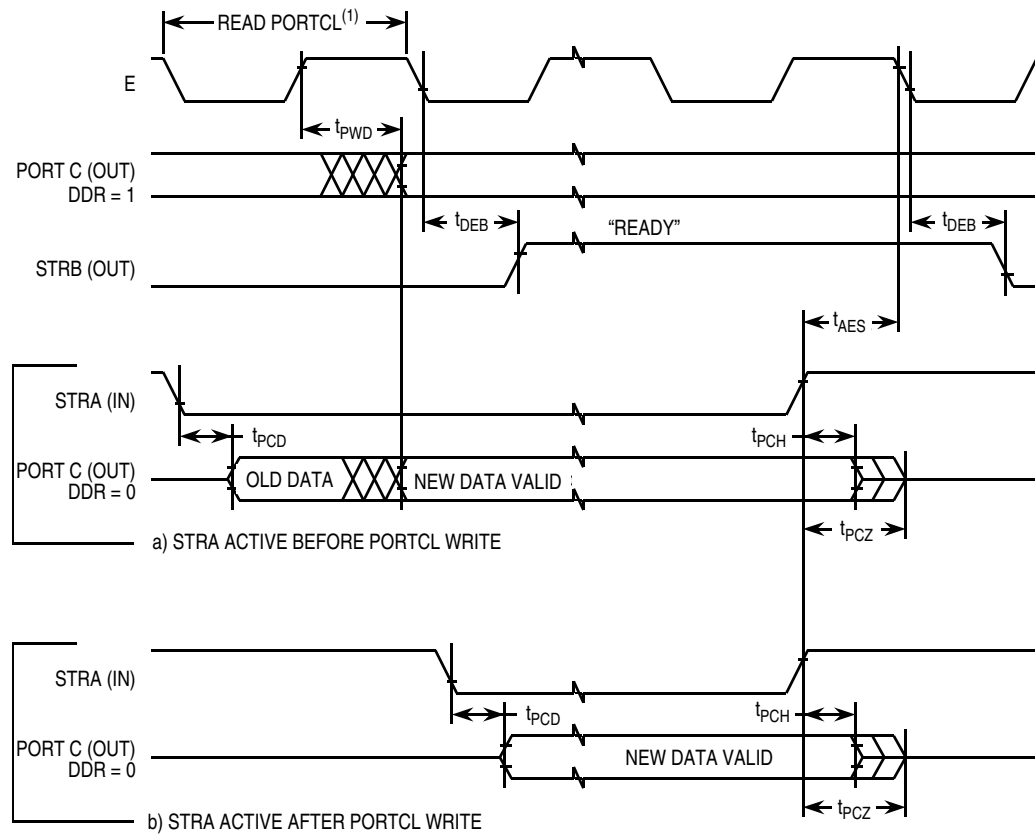 READ PORTCL(1)
E
tPWD
PORT C (OUT)
DDR = 1
tDEB
"READY"
tDEB
STRB (OUT)
tAES
STRA (IN)
tPCD
tPCH
PORT C (OUT)
DDR = 0
OLD DATA
NEW DATA VALID
tPCZ
a) STRA ACTIVE BEFORE PORTCL WRITE
STRA (IN)
tPCD
tPCH
PORT C (OUT)
DDR = 0
NEW DATA VALID
tPCZ
b) STRA ACTIVE AFTER PORTCL WRITE